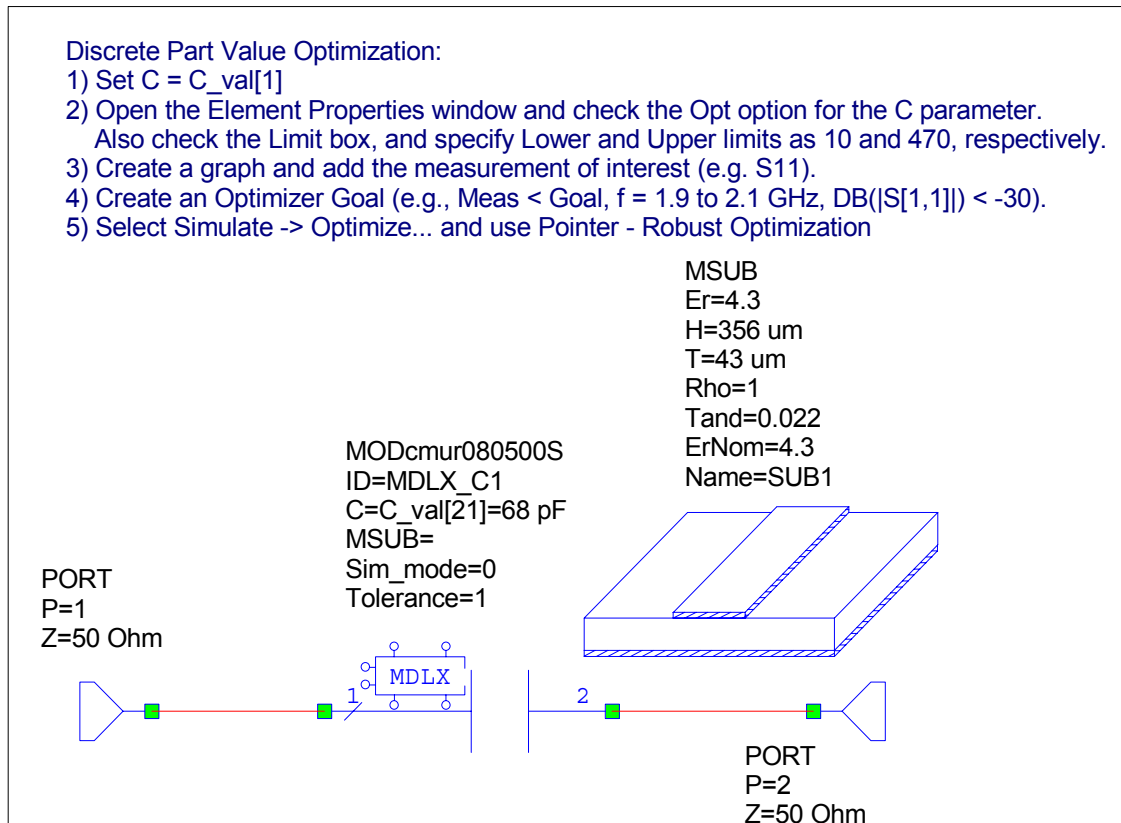 Discrete Part Value Optimization:
1) Set C = C_val[1]
2) Open the Element Properties window and check the Opt option for the C parameter.
Also check the Limit box, and specify Lower and Upper limits as 10 and 470, respectively.
3) Create a graph and add the measurement of interest (e.g. S11).
4) Create an Optimizer Goal (e.g., Meas < Goal, f = 1.9 to 2.1 GHz, DB(|S[1,1]|) < -30).
5) Select Simulate -> Optimize... and use Pointer - Robust Optimization
MSUB
Er=4.3
H=356 um
T=43 um
Rho=1
Tand=0.022
ErNom=4.3
Name=SUB1
MODcmur080500S
ID=MDLX_C1
C=C_val[21]=68 pF
MSUB=
Sim_mode=0
Tolerance=1
PORT
P=1
Z=50 Ohm
MDLX
1
2
PORT
P=2
Z=50 Ohm